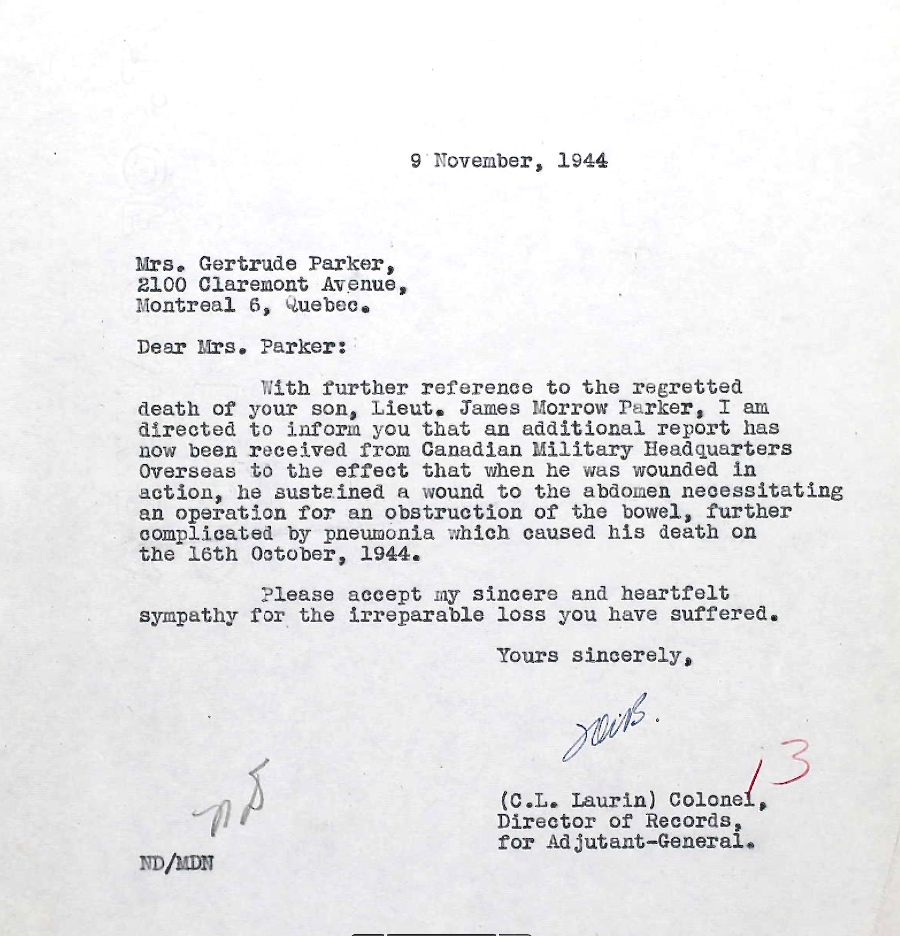 9 November, 1944
Mrs. Gertrude Parker,
2100 Claremont Avenue,
Montreal 6, Quebec.
Dear Mrs. Parker:
With further reference to the regretted
death of your son, Lieut. James Morrow Parker, I am
directed to inform you that an additional report has
now been received from Canadian Military Headquarters
Overseas to the effect that when he was wounded in
action, he sustained a wound to the abdomen necessitating
an operation for an obstruction of the bowel, further
complicated by pneumonia which caused his death on
the 16th October, 1944.
Please accept my sincere and heartfelt
sympathy for the irreparable loss you have suffered.
Yours sincerely,
13
(C.L. Laurin) Colonel,
Director of Records,
for Adjutant-General.
ND/MDN